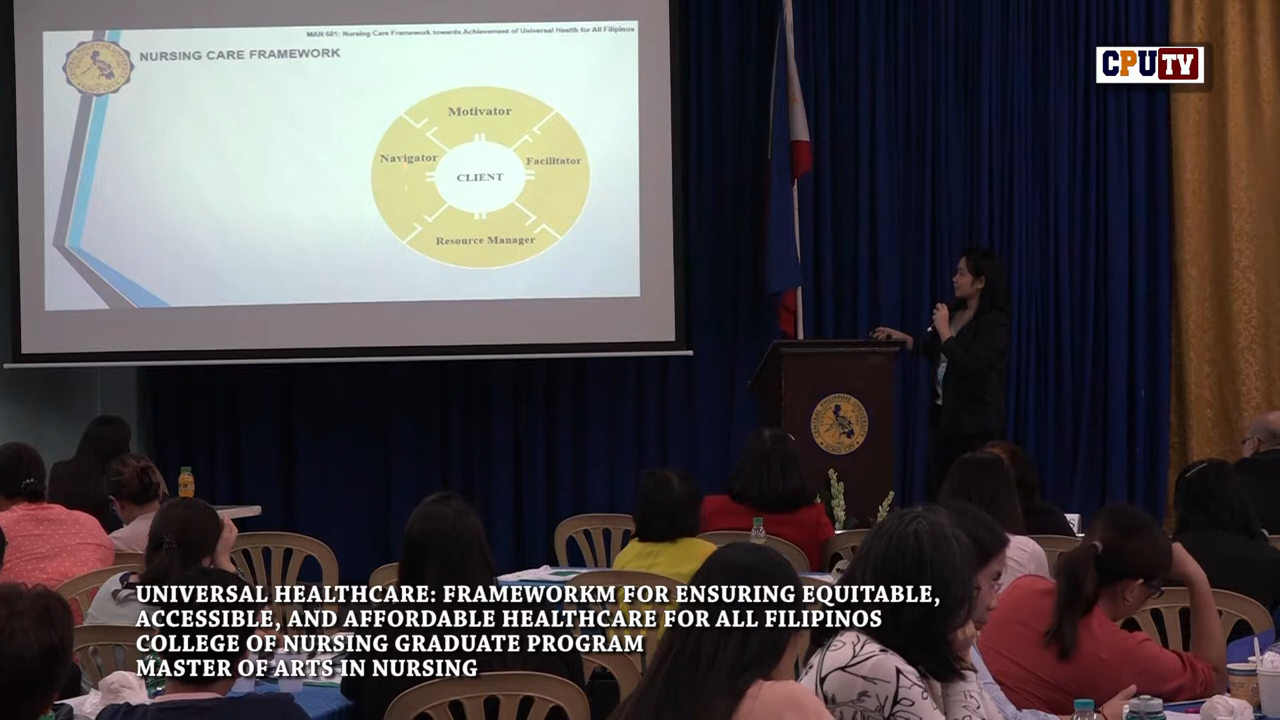 MAN 601: Nursing Care Framework towards Achievement of Universal Health for All Filipinos
NURSING CARE FRAMEWORK
CPUTV
Motivator
Navigator
Facilitator
CLIENT
Resource Manager
UNIVERSAL HEALTHCARE: FRAMEWORKM FOR ENSURING EQUITABLE,
ACCESSIBLE, AND AFFORDABLE HEALTHCARE FOR ALL FILIPINOS
COLLEGE OF NURSING GRADUATE PROGRAM
MASTER OF ARTS IN NURSING